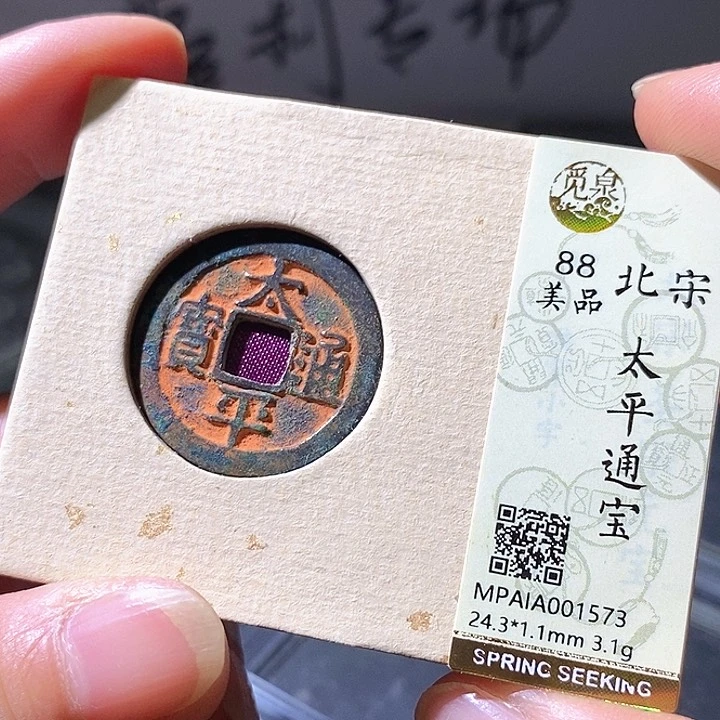 太平通寳
觅泉
88
美品
北宋
太平通宝
MPAIA001573
24.3*1.1mm 3.1g
SPRING SEEKING